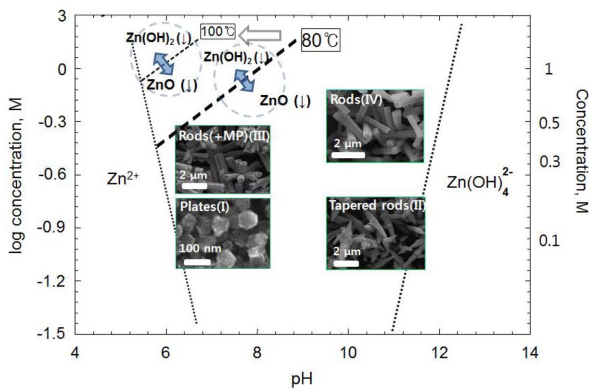 3
0
-0.3
-0.6
-0.9
-1.2
-1.5
log concentration, M
4
6
8
10
12
14
pH
1
0.5
0.3
0.1
Concentration, M
Zn(OH)₂(↓)
ZnO (↓)
100℃
80℃
Zn(OH)₂(↓)
ZnO (↓)
Zn²⁺
Zn(OH)₄²⁻
Rods(+MP)(III)
2 μm
Plates(I)
100 nm
Rods(IV)
2 μm
Tapered rods(II)
2 μm